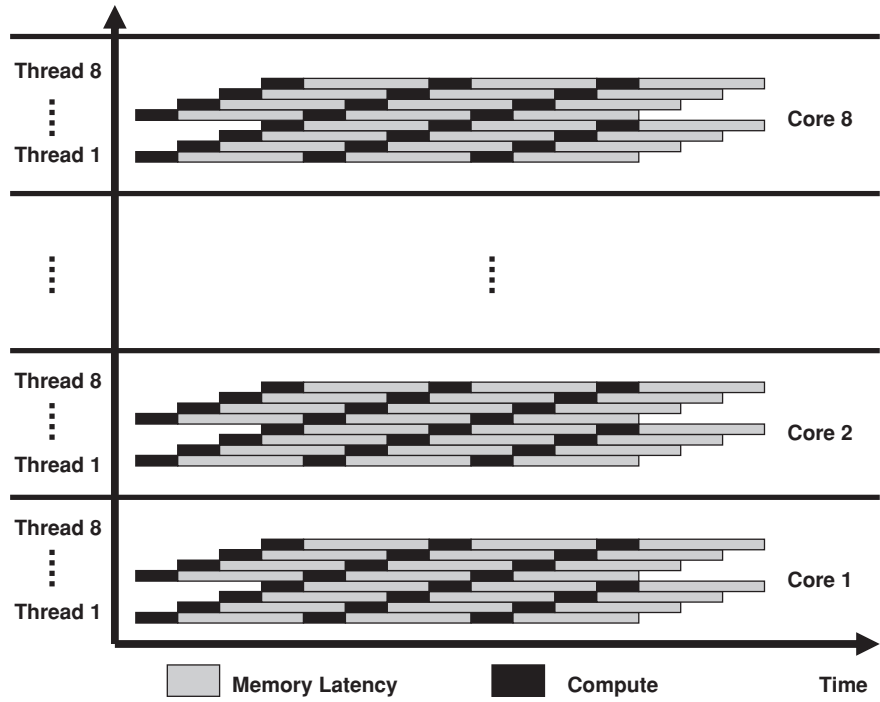 Thread 8
Thread 1
Core 8
Thread 8
Thread 1
Core 2
Thread 8
Thread 1
Core 1
Memory Latency
Compute
Time